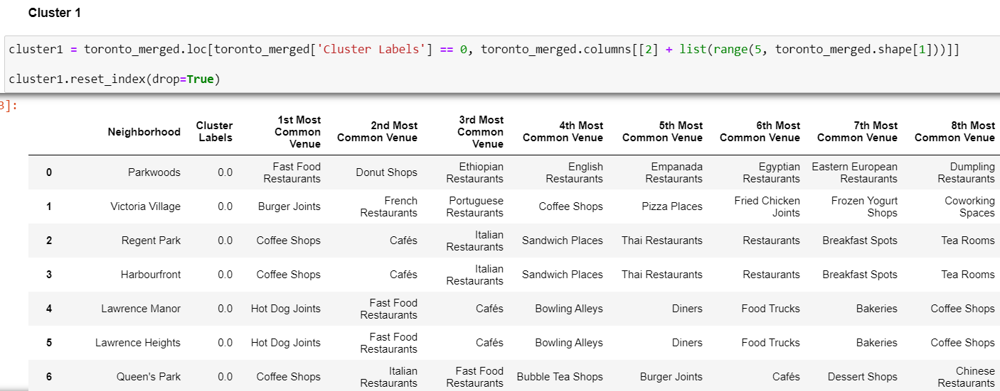 Cluster 1
cluster1 = toronto_merged.loc[toronto_merged['Cluster Labels'] == 0, toronto_merged.columns[[2] + list(range(5, toronto_merged.shape[1]))]]
cluster1.reset_index(drop=True)
3]:
Neighborhood Cluster Labels 1st Most Common Venue 2nd Most Common Venue 3rd Most Common Venue 4th Most Common Venue 5th Most Common Venue 6th Most Common Venue 7th Most Common Venue 8th Most Common Venue
0 Parkwoods 0.0 Fast Food Restaurants Donut Shops Ethiopian Restaurants English Restaurants Empanada Restaurants Egyptian Restaurants Eastern European Restaurants Dumpling Restaurants
1 Victoria Village 0.0 Burger Joints French Restaurants Portuguese Restaurants Coffee Shops Pizza Places Fried Chicken Joints Frozen Yogurt Shops Coworking Spaces
2 Regent Park 0.0 Coffee Shops Cafés Italian Restaurants Sandwich Places Thai Restaurants Restaurants Breakfast Spots Tea Rooms
3 Harbourfront 0.0 Coffee Shops Cafés Italian Restaurants Sandwich Places Thai Restaurants Restaurants Breakfast Spots Tea Rooms
4 Lawrence Manor 0.0 Hot Dog Joints Fast Food Restaurants Cafés Bowling Alleys Diners Food Trucks Bakeries Coffee Shops
5 Lawrence Heights 0.0 Hot Dog Joints Fast Food Restaurants Cafés Bowling Alleys Diners Food Trucks Bakeries Coffee Shops
6 Queen's Park 0.0 Coffee Shops Italian Restaurants Fast Food Restaurants Bubble Tea Shops Burger Joints Cafés Dessert Shops Chinese Restaurants